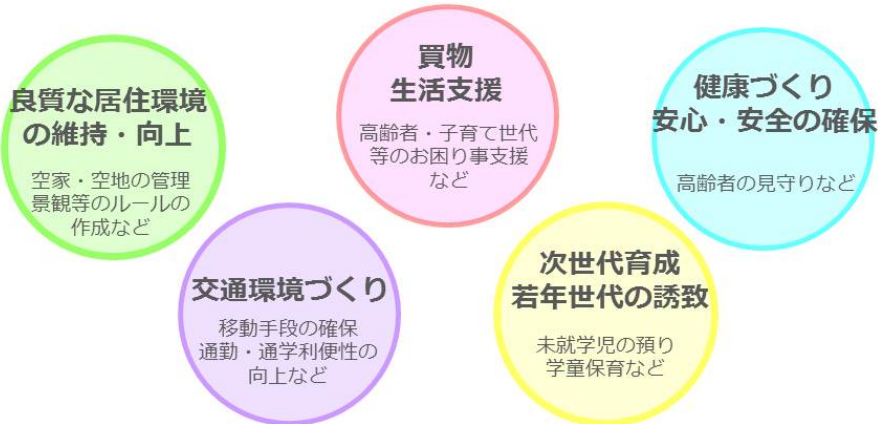 良質な居住環境
の維持・向上
空家・空地の管理
景観等のルールの
作成など
交通環境づくり
移動手段の確保
通勤・通学利便性の
向上など
買物
生活支援
高齢者・子育て世代
等のお困り事支援
など
次世代育成
若年世代の誘致
未就学児の預り
学童保育など
健康づくり
安心・安全の確保
高齢者の見守りなど